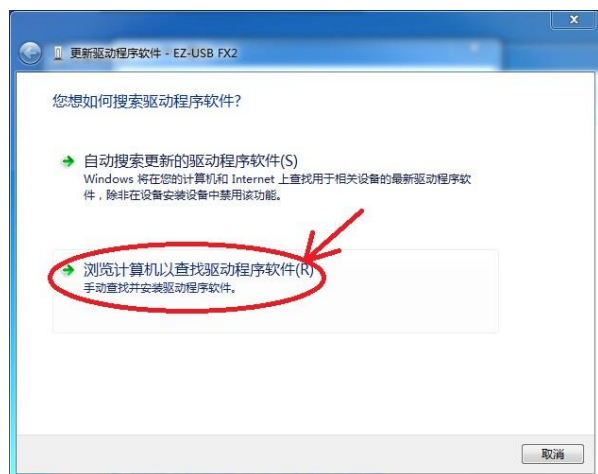 更新驱动程序软件 - EZ-USB FX2
您想如何搜索驱动程序软件?
自动搜索更新的驱动程序软件(S)
Windows 将在您的计算机和 Internet 上查找用于相关设备的最新驱动程序软
件，除非在设备安装设备中禁用该功能。
浏览计算机以查找驱动程序软件(R)
手动查找并安装驱动程序软件。
取消